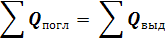 ∑ Qпогл = ∑ Qвыд